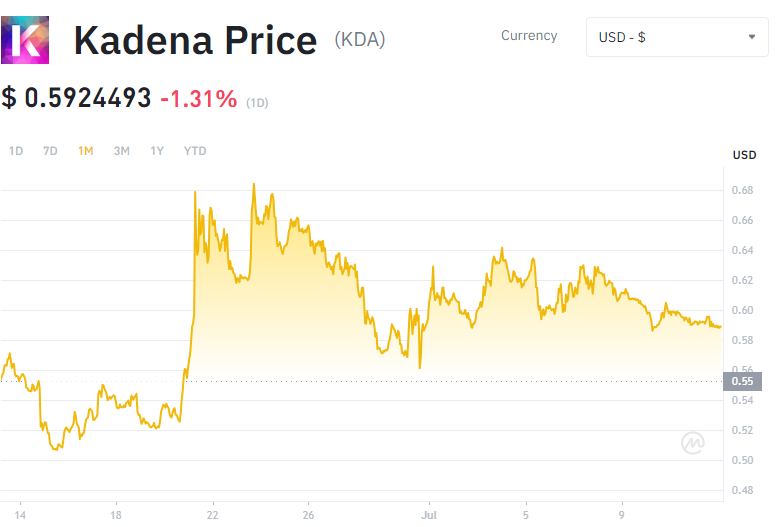 K Kadena Price (KDA) Currency USD - $
$ 0.5924493 -1.31% (1D)
1D 7D 1M 3M 1Y YTD
USD
0.68
0.66
0.64
0.62
0.60
0.58
0.56
0.55
0.54
0.52
0.50
0.48
14 18 22 26 Jul 5 9